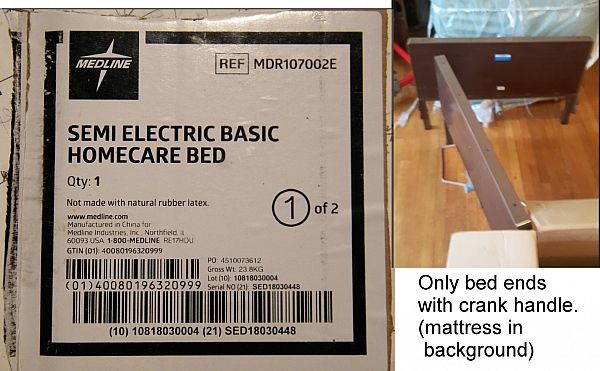 MEDLINE
REF MDR107002E
SEMI ELECTRIC BASIC
HOMECARE BED
Qty: 1
Not made with natural rubber latex.
www.medline.com
Manufactured in China for
Medline Industries, Inc., Northfield, IL
60093 USA 1-800-MEDLINE RE17HDU
GTIN (01): 40080196320999
1 of 2
PO: 4510073612
Gross Wt: 23.8KG
Lot (10): 10818030004
Serial NO (21): SED18030448
(01)40080196320999
(10) 10818030004 (21) SED18030448
Only bed ends
with crank handle.
(mattress in
background)